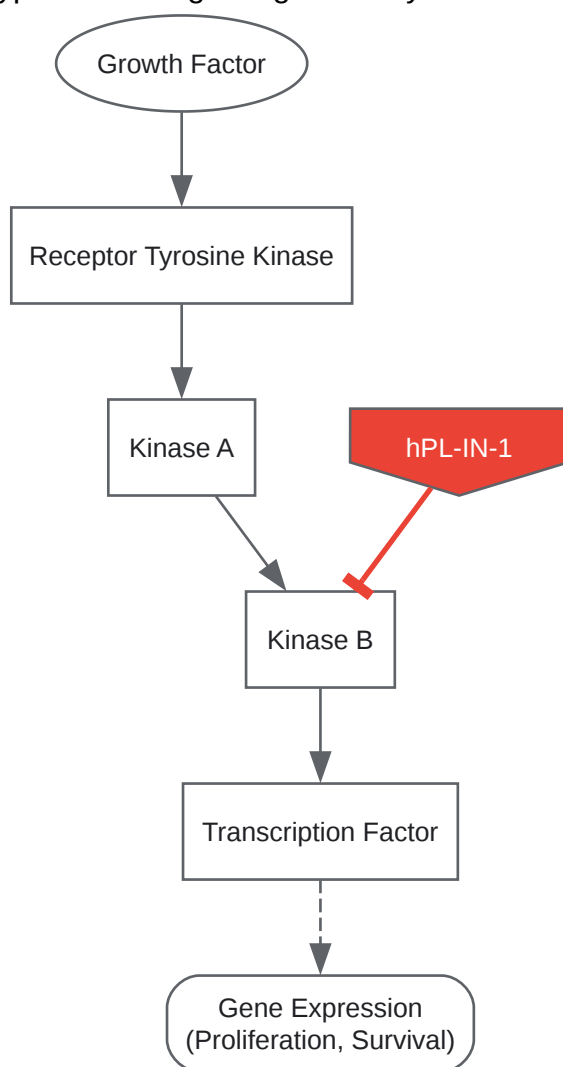 Growth Factor
Receptor Tyrosine Kinase
Kinase A
hPL-IN-1
Kinase B
Transcription Factor
Gene Expression
(Proliferation, Survival)